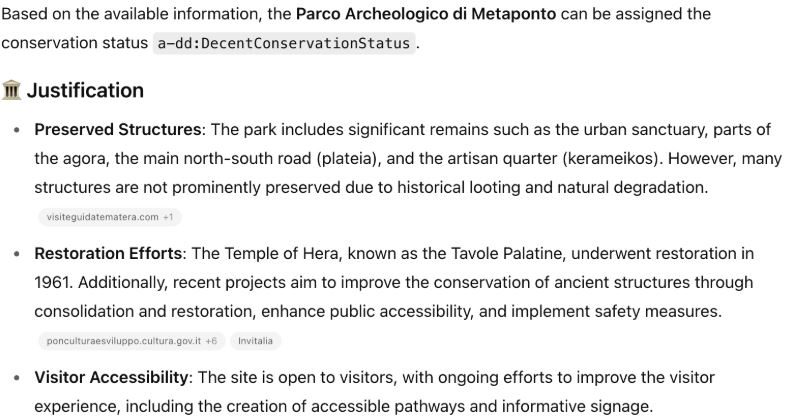 Based on the available information, the Parco Archeologico di Metaponto can be assigned the
conservation status a-dd:DecentConservationStatus .
🏛️ Justification
• Preserved Structures: The park includes significant remains such as the urban sanctuary, parts of
the agora, the main north-south road (plateia), and the artisan quarter (kerameikos). However, many
structures are not prominently preserved due to historical looting and natural degradation.
visiteguidatematera.com +1
• Restoration Efforts: The Temple of Hera, known as the Tavole Palatine, underwent restoration in
1961. Additionally, recent projects aim to improve the conservation of ancient structures through
consolidation and restoration, enhance public accessibility, and implement safety measures.
ponculturaesviluppo.cultura.gov.it +6 Invitalia
• Visitor Accessibility: The site is open to visitors, with ongoing efforts to improve the visitor
experience, including the creation of accessible pathways and informative signage.